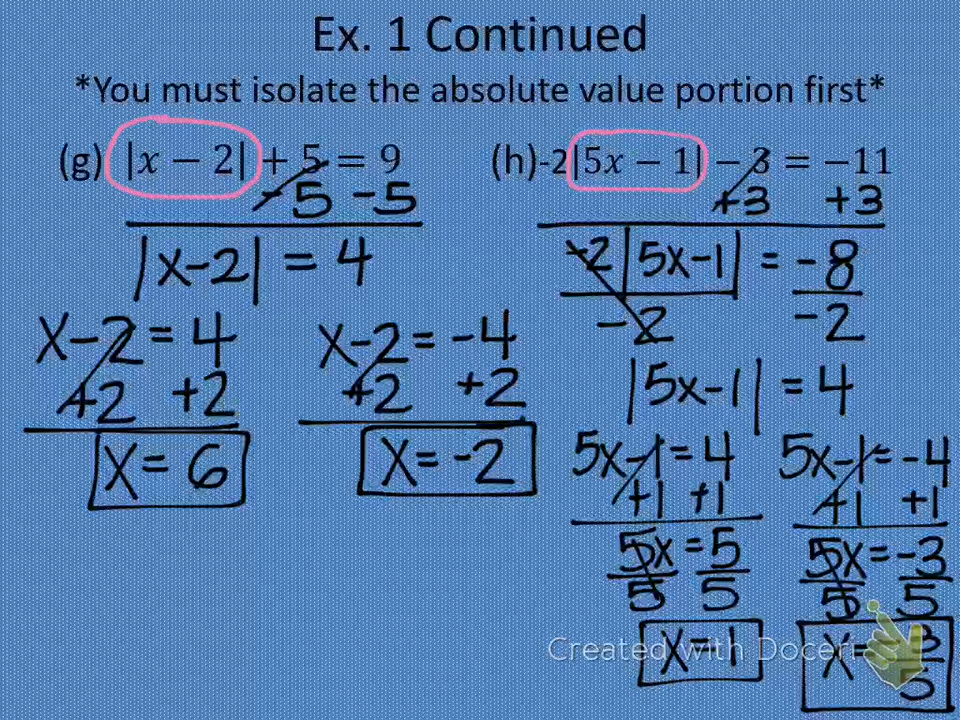 Ex. 1 Continued
*You must isolate the absolute value portion first*
(g) |x − 2| + 5 = 9
-5 -5
|x-2| = 4
x-2 = 4
+2 +2
x = 6
x-2 = -4
+2 +2
x = -2
(h)-2|5x − 1| − 3 = −11
+3 +3
-2|5x-1| = -8
-2 -2
|5x-1| = 4
5x-1 = 4
+1 +1
5x = 5
5 5
x = 1
5x-1 = -4
+1 +1
5x = -3
5 5
x = -3
5
Created with Doceri